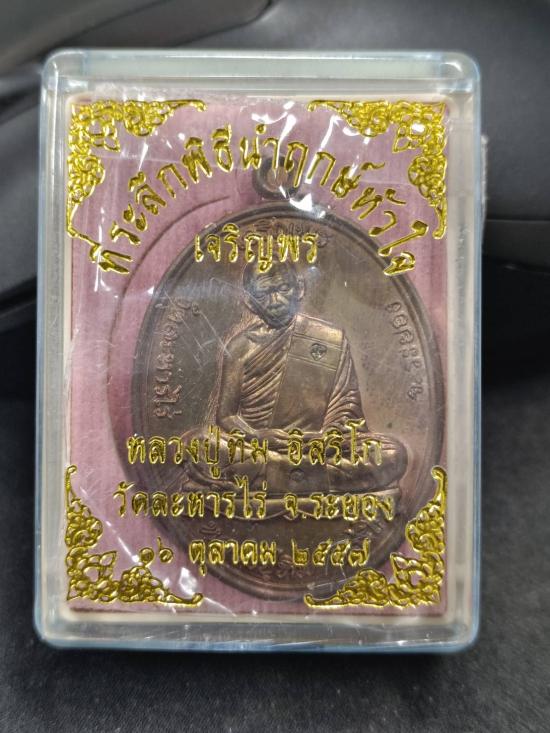 ที่ระลึกพิธีนำฤกษ์หัวใจ
เจริญพร
หลวงปู่ทิม อิสริโก
วัดละหารไร่ จ.ระยอง
๑๖ ตุลาคม ๒๕๕๗